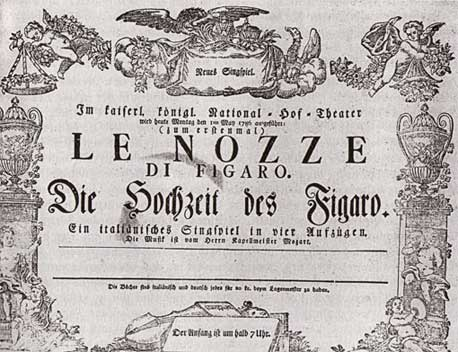 Neues Singspiel.
Im kaiserl. königl. National-Hof-Theater
wird heute Montag den 1ten May 1786 aufgeführt:
(zum erstenmal)
LE NOZZE
DI FIGARO.
Die Hochzeit des Figaro.
Ein italiänisches Singspiel in vier Aufzügen.
Die Musik ist vom Herrn Kapellmeister Mozart.
Die Bücher sind italiänisch und deutsch jedes für 20 kr. beym Logenmeister zu haben.
Der Anfang ist um halb 7 Uhr.